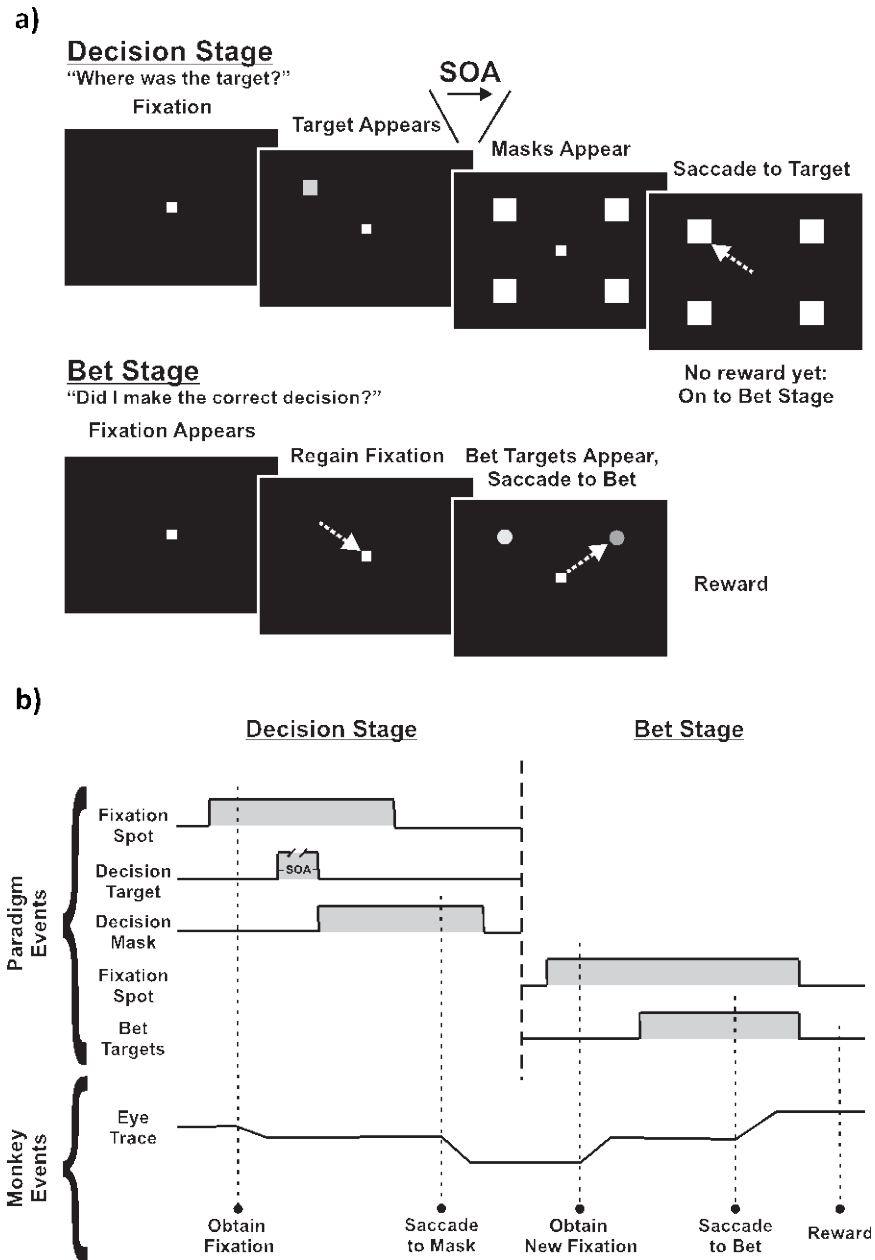 a)
Decision Stage
“Where was the target?”
SOA
Fixation
Target Appears
Masks Appear
Saccade to Target
No reward yet:
On to Bet Stage
Bet Stage
“Did I make the correct decision?”
Fixation Appears
Regain Fixation
Bet Targets Appear,
Saccade to Bet
Reward
b)
Decision Stage
Bet Stage
Paradigm
Events
Fixation
Spot
Decision
Target
SOA
Decision
Mask
Fixation
Spot
Bet
Targets
Monkey
Events
Eye
Trace
Obtain
Fixation
Saccade
to Mask
Obtain
New Fixation
Saccade
to Bet
Reward